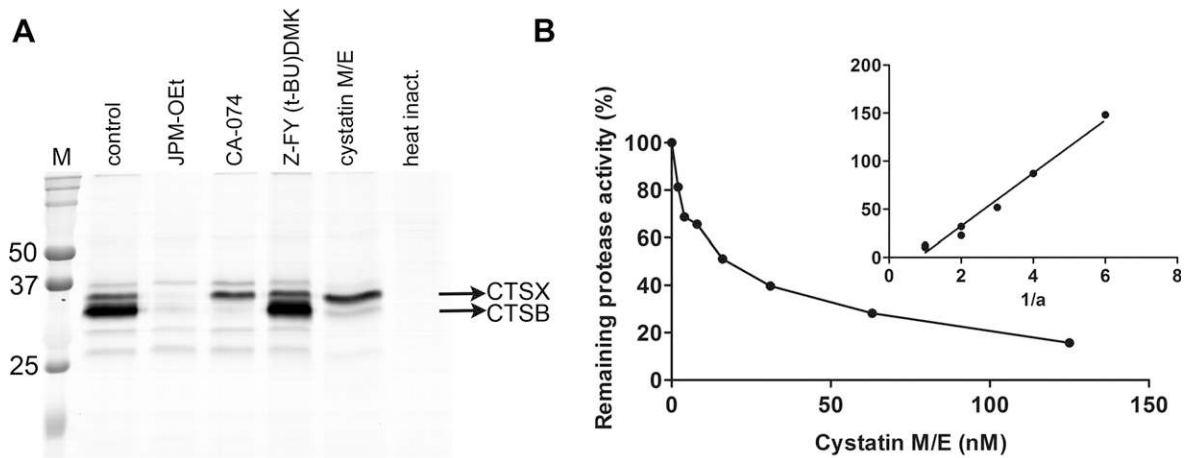 A
M
control
JPM-OEt
CA-074
Z-FY (t-BU)DMK
cystatin M/E
heat inact.
50
37
25
CTSX
CTSB
B
Remaining protease activity (%)
100
80
60
40
20
0
0 50 100 150
Cystatin M/E (nM)
200
150
100
50
0
0 2 4 6 8
1/a